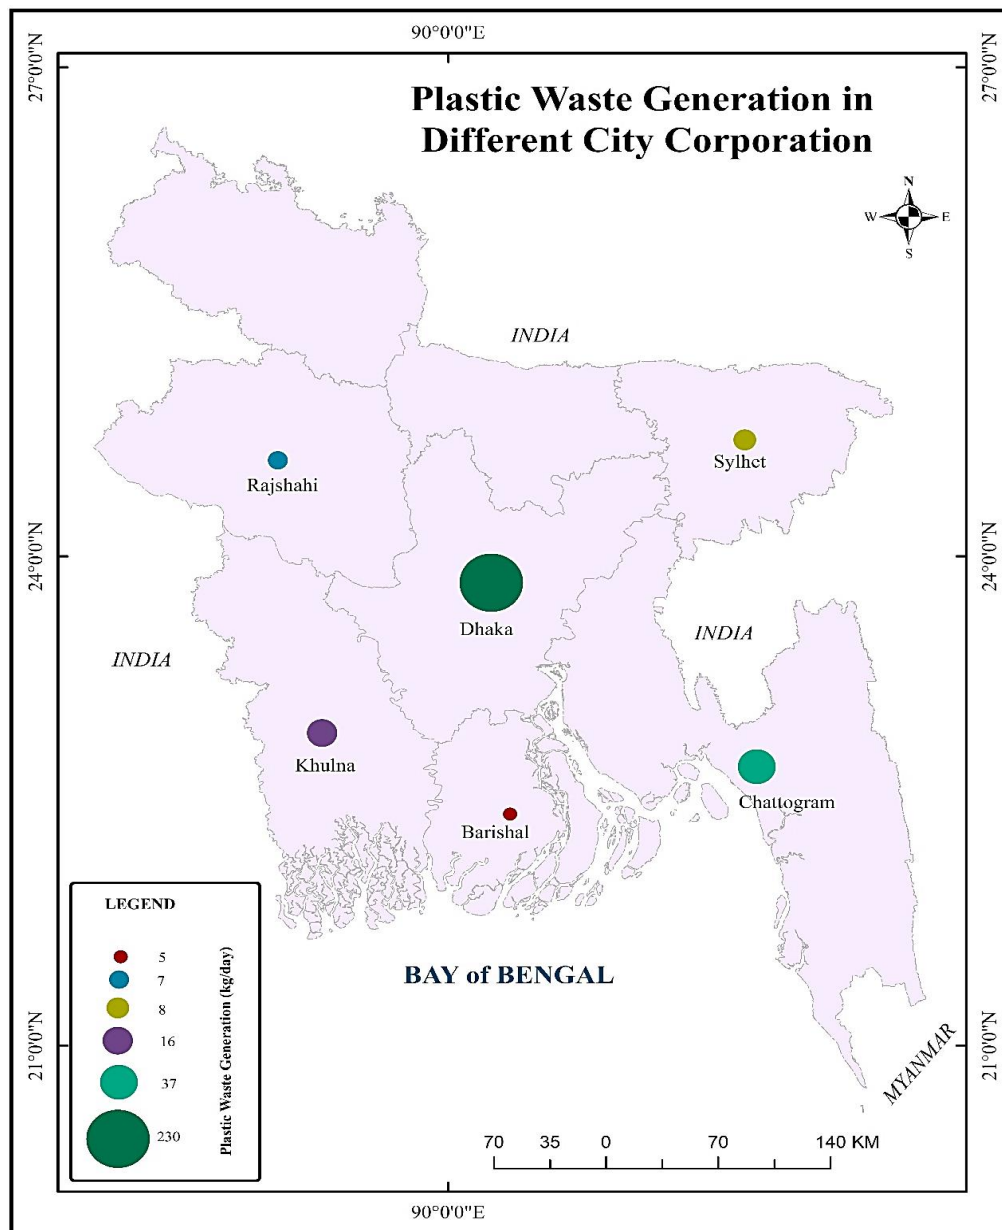 90°0'0"E
27°0'0"N
27°0'0"N
Plastic Waste Generation in
Different City Corporation
N
W
E
S
INDIA
Sylhet
Rajshahi
24°0'0"N
24°0'0"N
Dhaka
INDIA
INDIA
Khulna
Chattogram
Barishal
LEGEND
5
7
8
16
37
230
Plastic Waste Generation (kg/day)
BAY of BENGAL
21°0'0"N
21°0'0"N
MYANMAR
70 35 0 70 140 KM
90°0'0"E